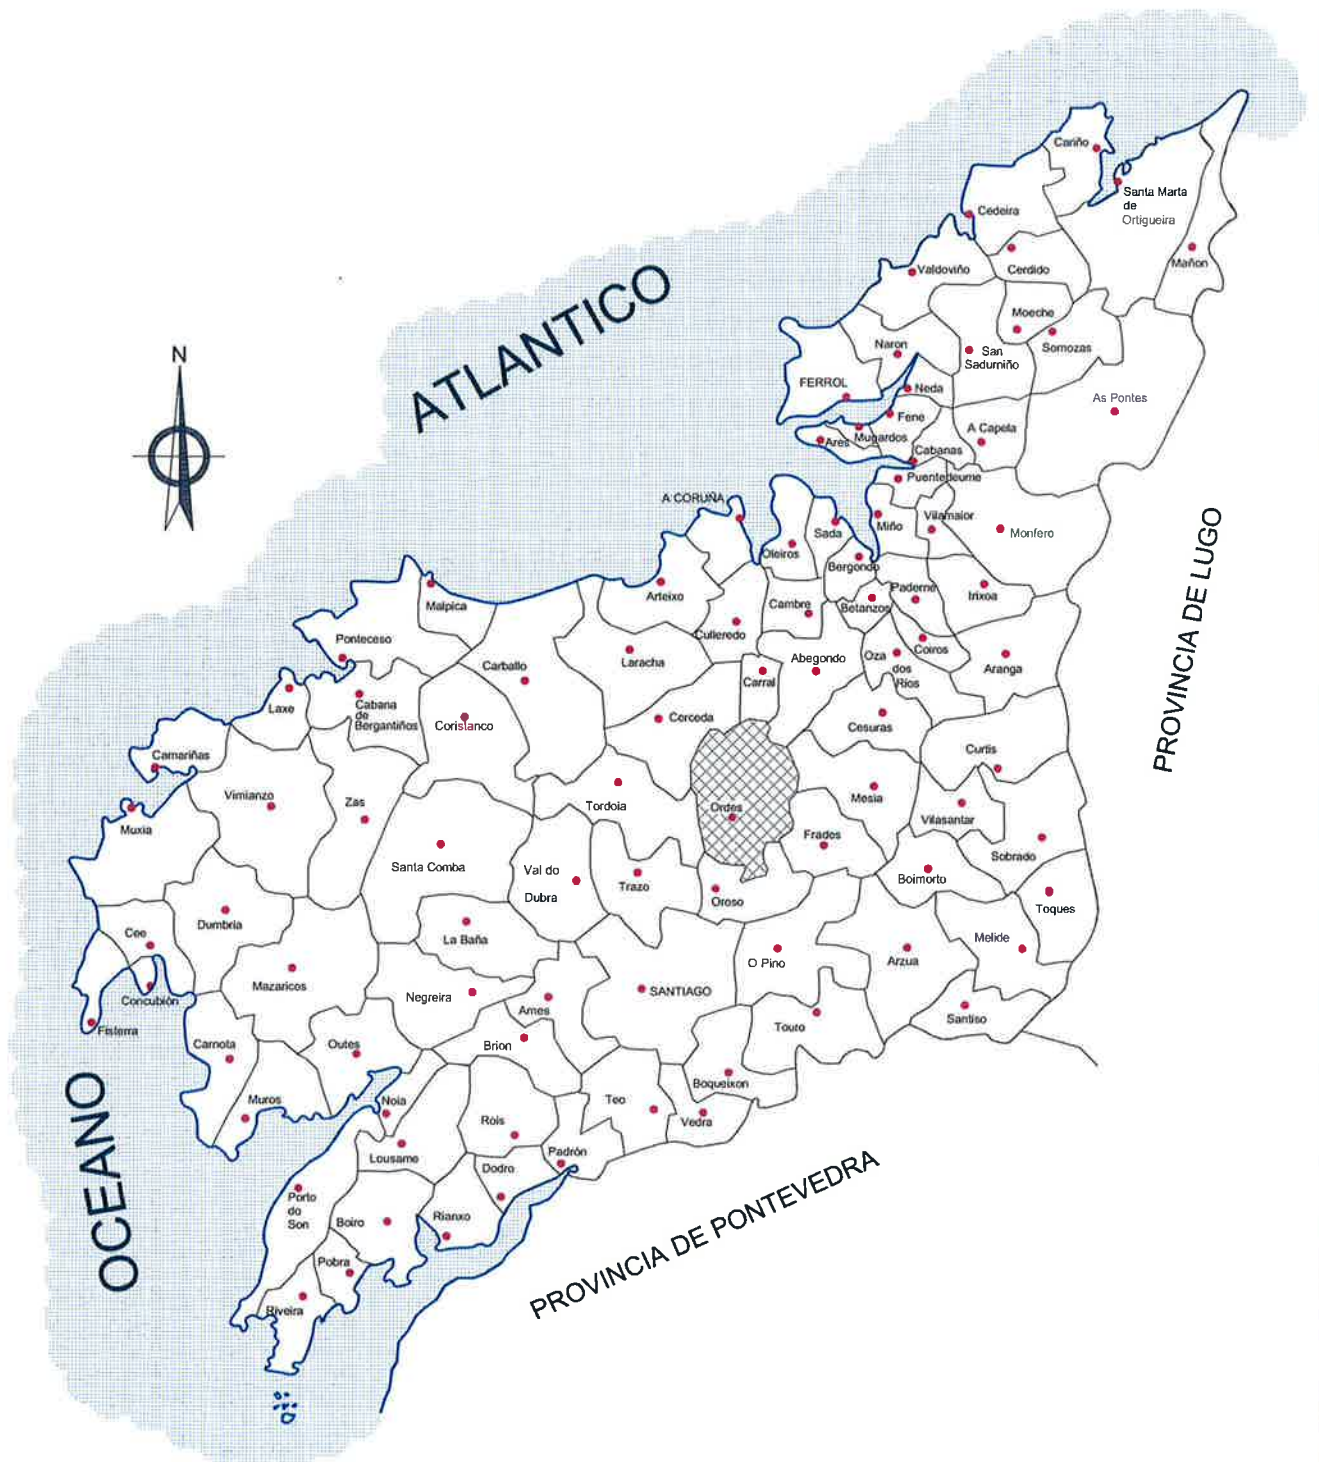 Cariño
Santa Marta
de
Ortigueira
Cedeira
Mañon
Valdoviño
Cerdido
ATLANTICO
Moeche
N
Naron
San
Sadurniño
Somozas
FERROL
Neda
As Pontes
Fene
A Capela
Mugardos
Ares
Cabanas
Puentedeume
A CORUÑA
Vilamaior
Miño
Sada
Monfero
PROVINCIA DE LUGO
Oleiros
Bergondo
Paderne
Irixoa
Arteixo
Malpica
Cambre
Betanzos
Culleredo
Ponteceso
Coiros
Oza
dos
Rios
Abegondo
Laracha
Carballo
Aranga
Carral
Laxe
Cabana
de
Bergantiños
Coristanco
Cerceda
Cesuras
Curtis
Camariñas
Vimianzo
Zas
Tordoia
Ordes
Mesia
Vilasantar
Muxia
Frades
Sobrado
Santa Comba
Val do
Dubra
Trazo
Boimorto
Oroso
Toques
Dumbria
Cee
La Baña
Melide
O Pino
Arzua
Mazaricos
Concubión
Negreira
SANTIAGO
Ames
Santiso
Fisterra
Touro
Carnota
Outes
Brion
Boqueixon
Muros
Noia
Teo
Vedra
Rois
Padrón
Lousame
Dodro
OCEANO
Porto
do
Son
Boiro
Rianxo
PROVINCIA DE PONTEVEDRA
Pobra
Riveira